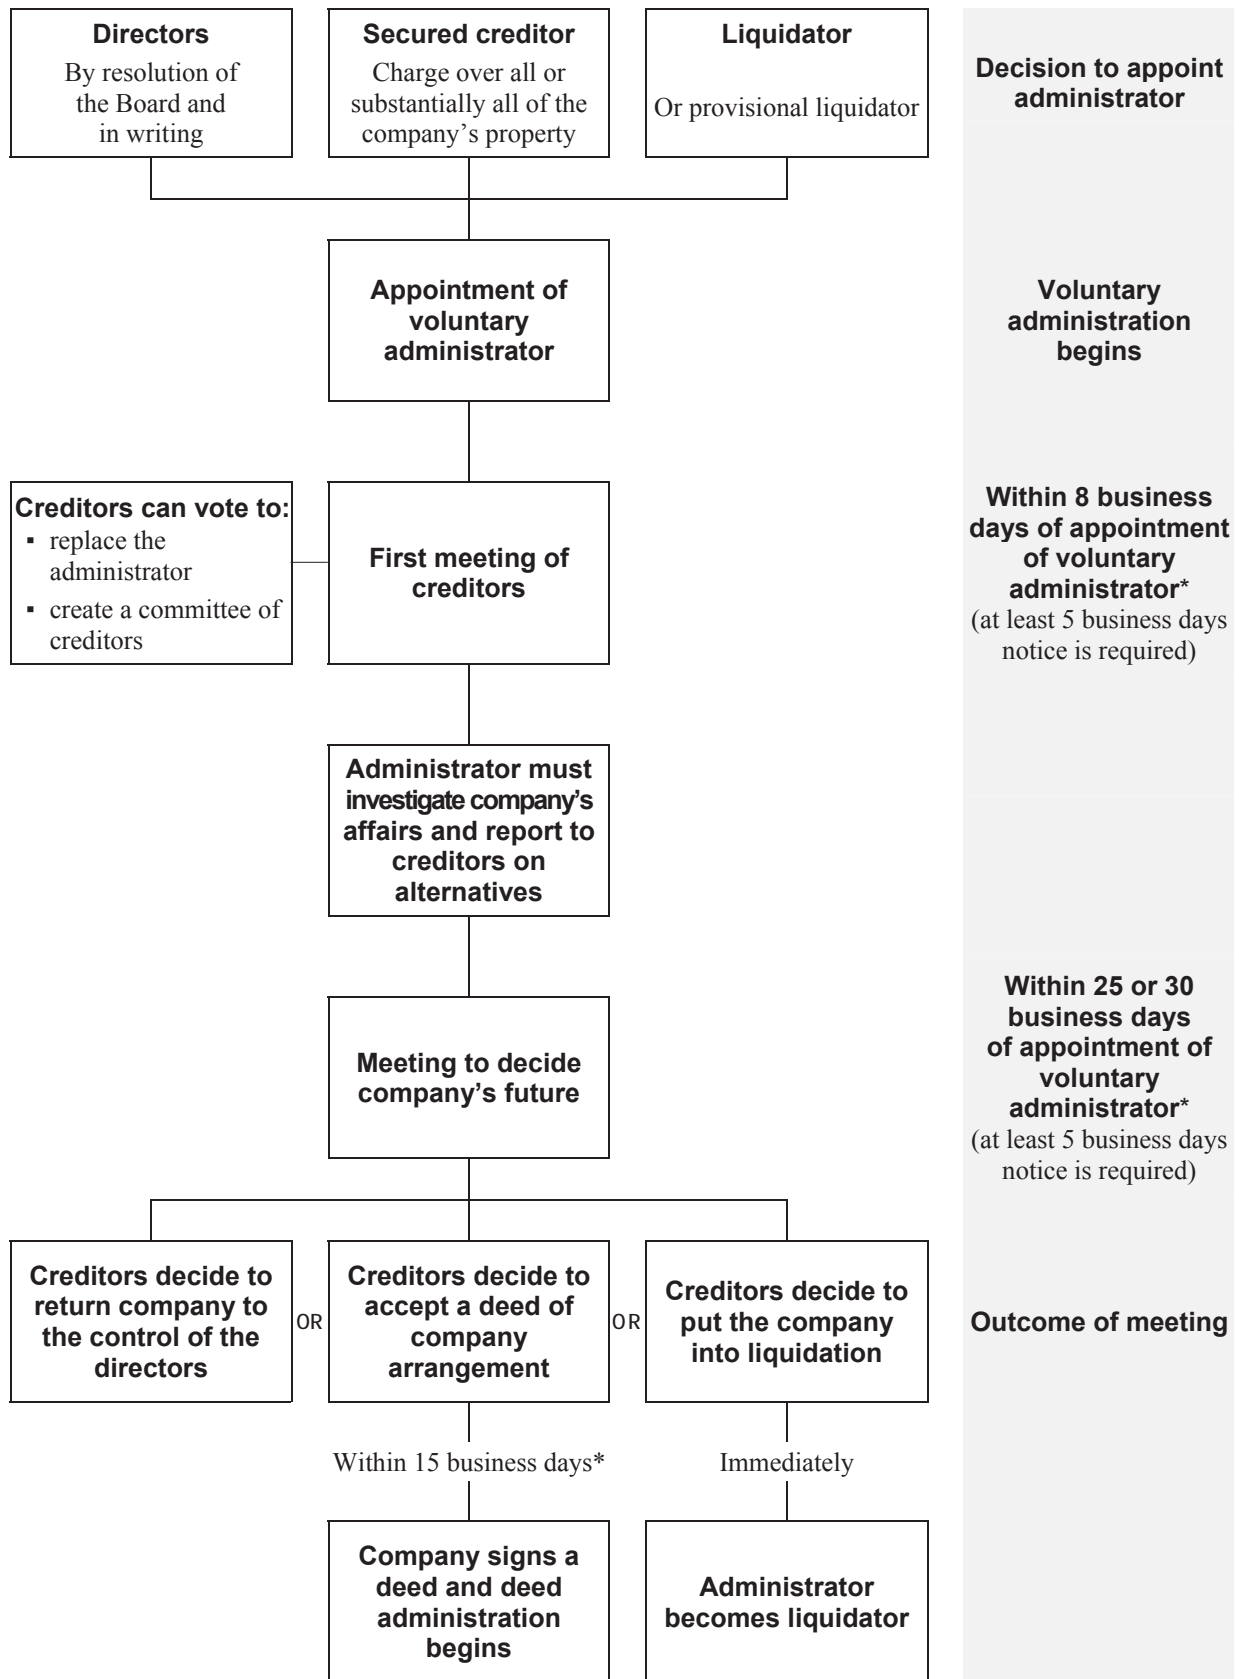 Directors
By resolution of
the Board and
in writing
Secured creditor
Charge over all or
substantially all of the
company’s property
Liquidator
Or provisional liquidator
Decision to appoint
administrator
Appointment of
voluntary
administrator
Voluntary
administration
begins
Creditors can vote to:
▪ replace the
administrator
▪ create a committee of
creditors
First meeting of
creditors
Within 8 business
days of appointment
of voluntary
administrator*
(at least 5 business days
notice is required)
Administrator must
investigate company’s
affairs and report to
creditors on
alternatives
Meeting to decide
company’s future
Within 25 or 30
business days
of appointment of
voluntary
administrator*
(at least 5 business days
notice is required)
Creditors decide to
return company to
the control of the
directors
OR
Creditors decide to
accept a deed of
company
arrangement
OR
Creditors decide to
put the company
into liquidation
Outcome of meeting
Within 15 business days*
Immediately
Company signs a
deed and deed
administration
begins
Administrator
becomes liquidator